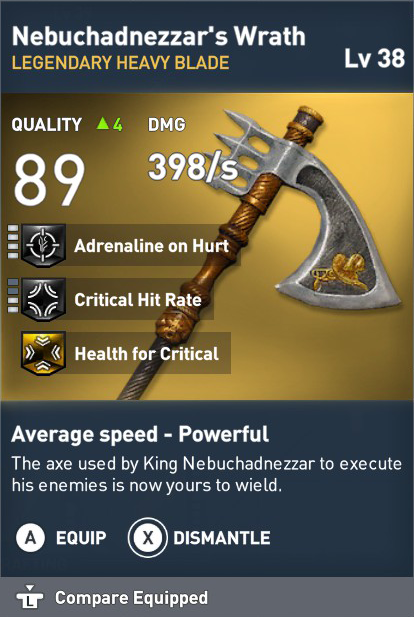 Nebuchadnezzar's Wrath
LEGENDARY HEAVY BLADE
Lv 38
QUALITY ▲4 DMG
89 398/s
Adrenaline on Hurt
Critical Hit Rate
Health for Critical
Average speed - Powerful
The axe used by King Nebuchadnezzar to execute
his enemies is now yours to wield.
A EQUIP X DISMANTLE
L Compare Equipped